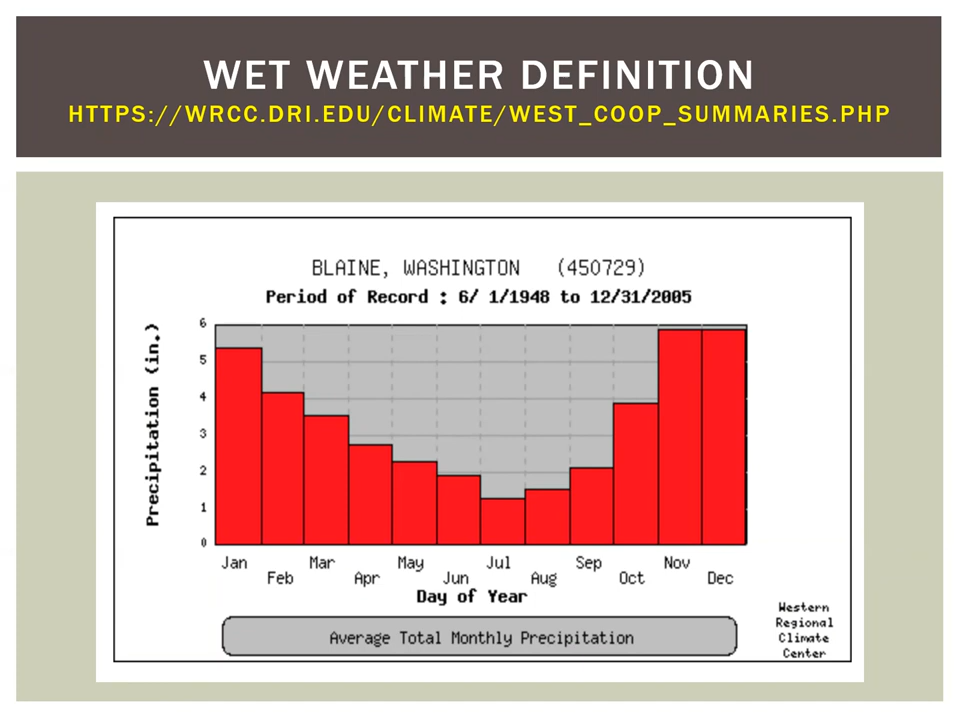 WET WEATHER DEFINITION
HTTPS://WRCC.DRI.EDU/CLIMATE/WEST_COOP_SUMMARIES.PHP
BLAINE, WASHINGTON (450729)
Period of Record : 6/ 1/1948 to 12/31/2005
Precipitation (in.)
6
5
4
3
2
1
0
Jan Feb Mar Apr May Jun Jul Aug Sep Oct Nov Dec
Day of Year
Average Total Monthly Precipitation
Western
Regional
Climate
Center